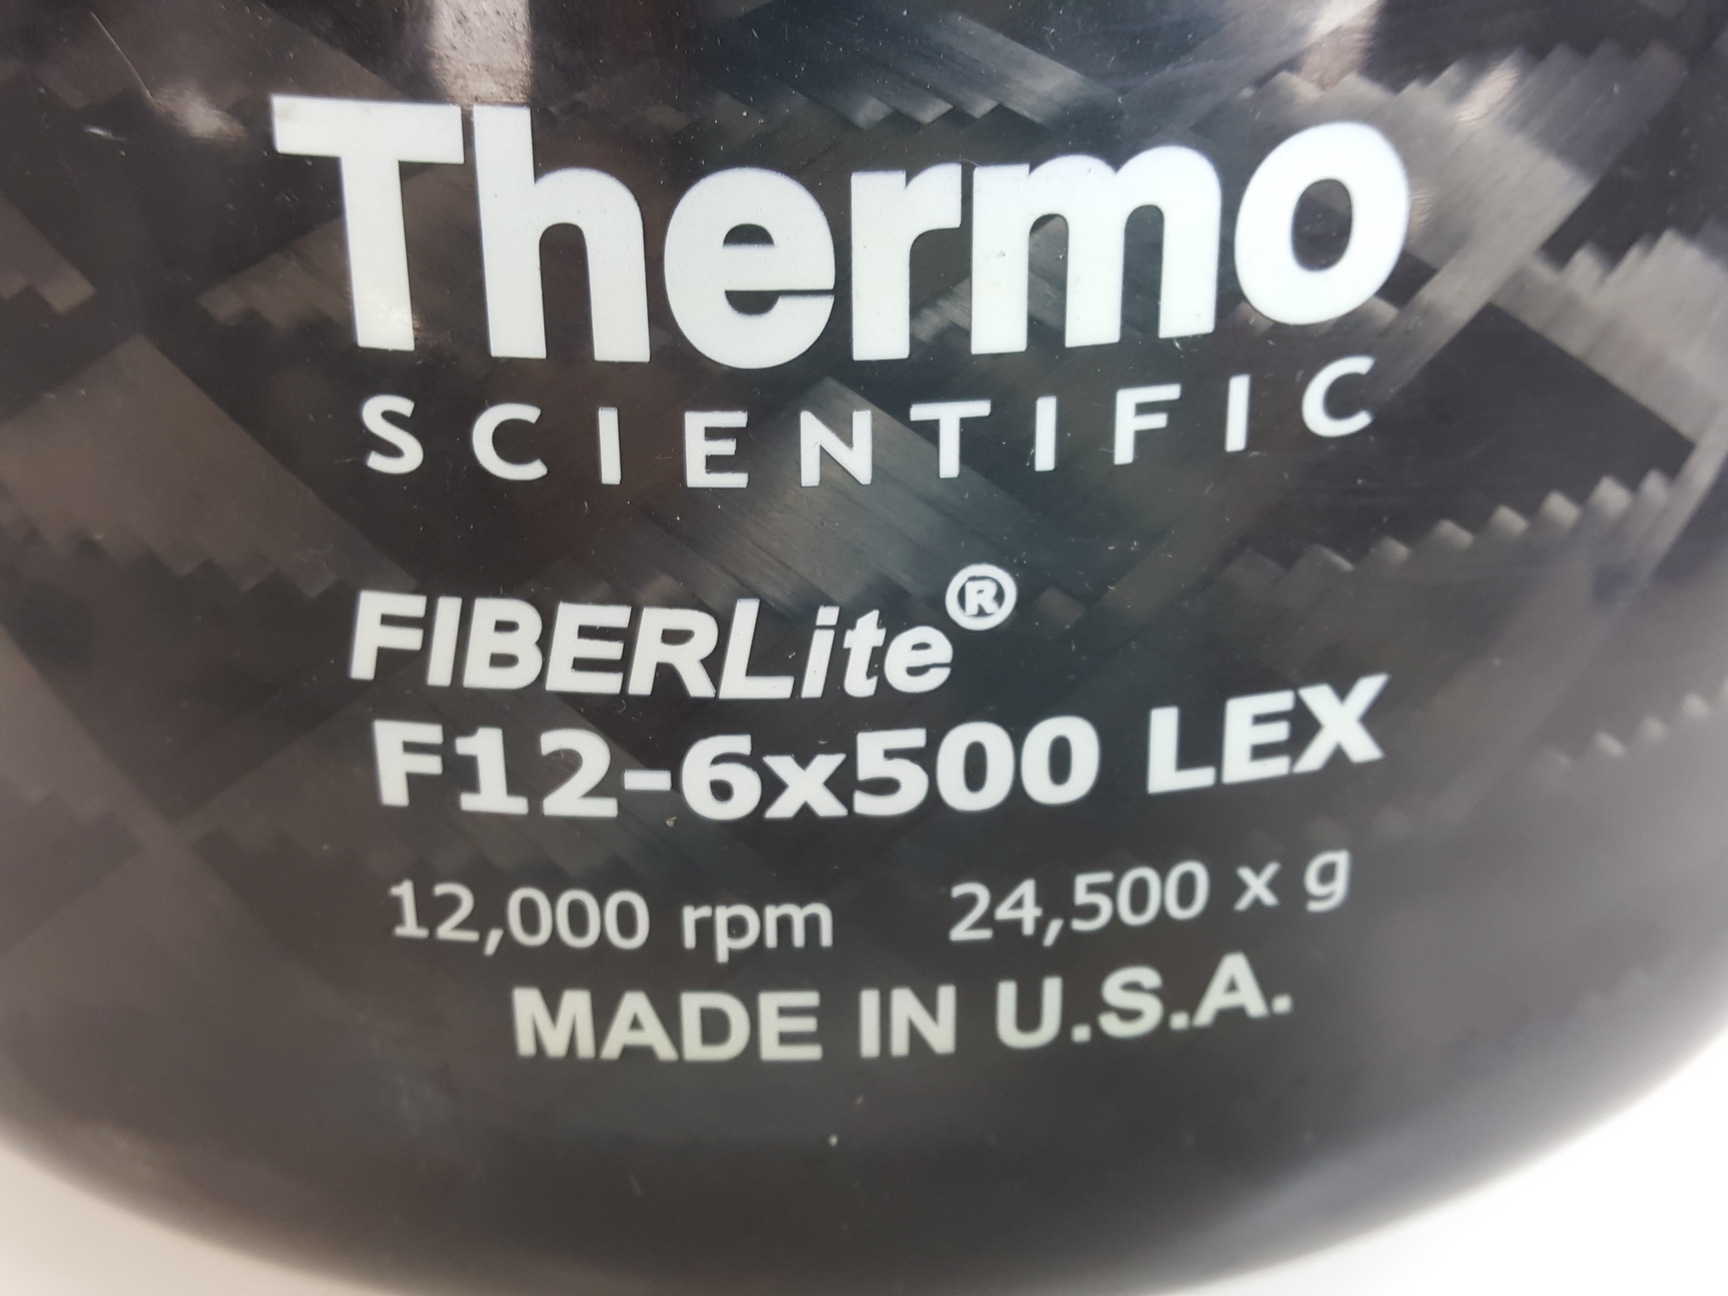 Thermo
SCIENTIFIC
FIBERLite®
F12-6x500 LEX
12,000 rpm 24,500 x g
MADE IN U.S.A.